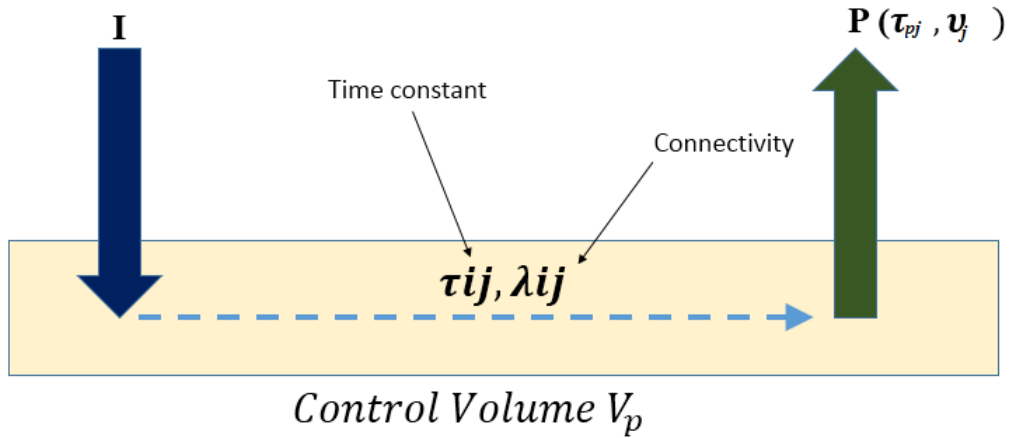 I
P (τₚⱼ , υⱼ )
Time constant
Connectivity
τij, λij
Control Volume Vₚ